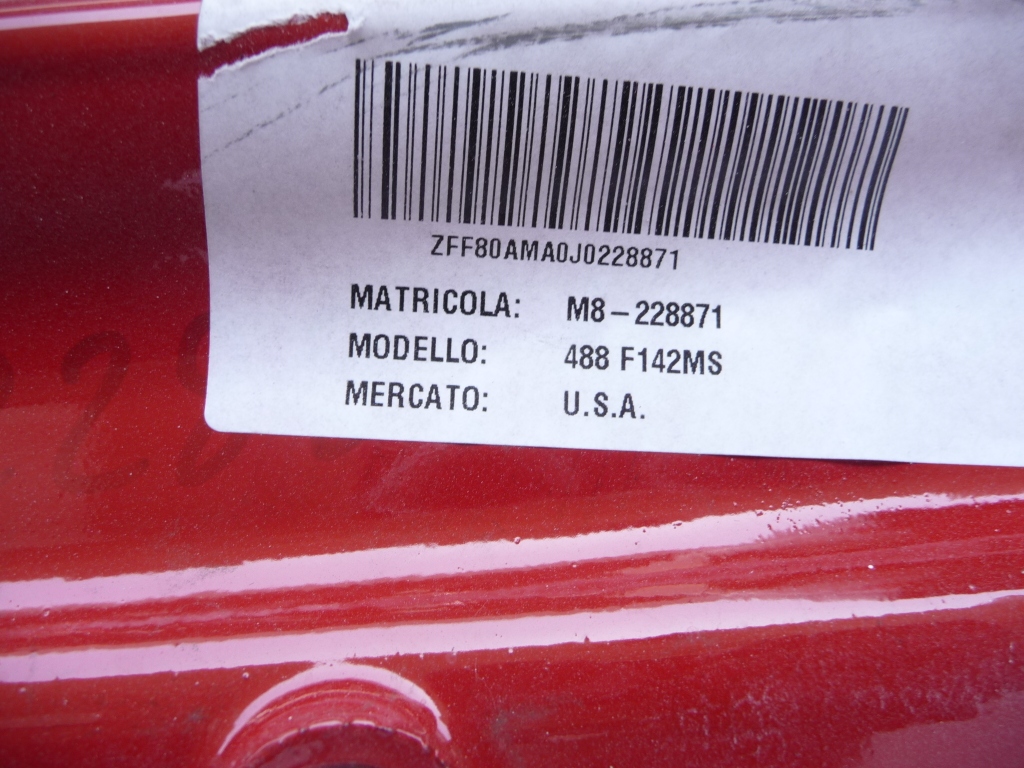 ZFF80AMA0J0228871
MATRICOLA: M8-228871
MODELLO: 488 F142MS
MERCATO: U.S.A.